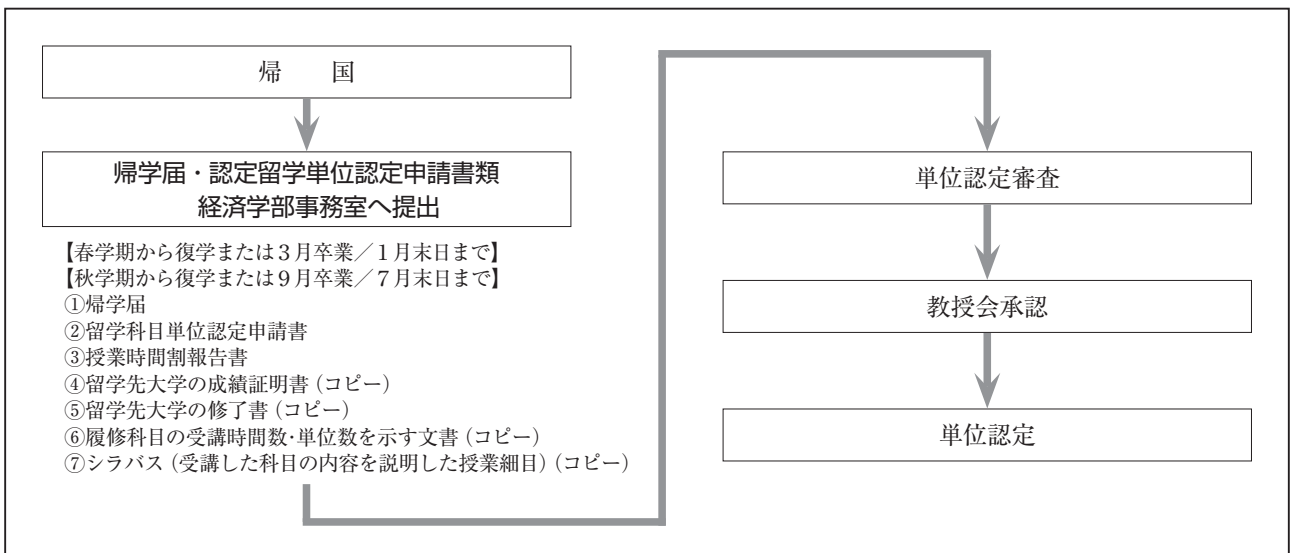 帰　　国
帰学届・認定留学単位認定申請書類
経済学部事務室へ提出
【春学期から復学または３月卒業／１月末日まで】
【秋学期から復学または９月卒業／７月末日まで】
①帰学届
②留学科目単位認定申請書
③授業時間割報告書
④留学先大学の成績証明書（コピー）
⑤留学先大学の修了書（コピー）
⑥履修科目の受講時間数・単位数を示す文書（コピー）
⑦シラバス（受講した科目の内容を説明した授業細目）（コピー）
単位認定審査
教授会承認
単位認定